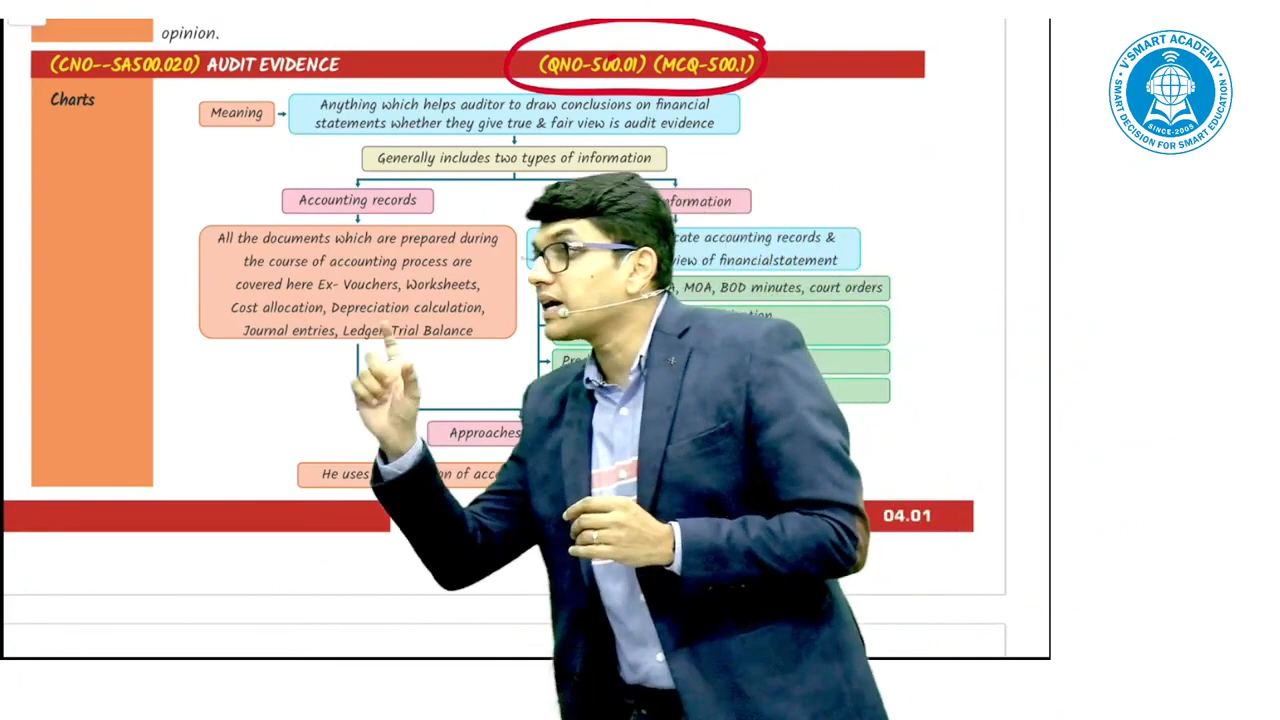 opinion.
(CNO--SA500.020) AUDIT EVIDENCE (QNO-500.01) (MCQ-500.1)
Charts
Meaning
Anything which helps auditor to draw conclusions on financial
statements whether they give true & fair view is audit evidence
Generally includes two types of information
Accounting records
All the documents which are prepared during
the course of accounting process are
covered here Ex- Vouchers, Worksheets,
Cost allocation, Depreciation calculation,
Journal entries, Ledger, Trial Balance
accounting records &
view of financialstatement
MOA, BOD minutes, court orders
Approaches
He uses
of
04.01
V'SMART ACADEMY
SINCE-2005
SMART DECISION FOR SMART EDUCATION